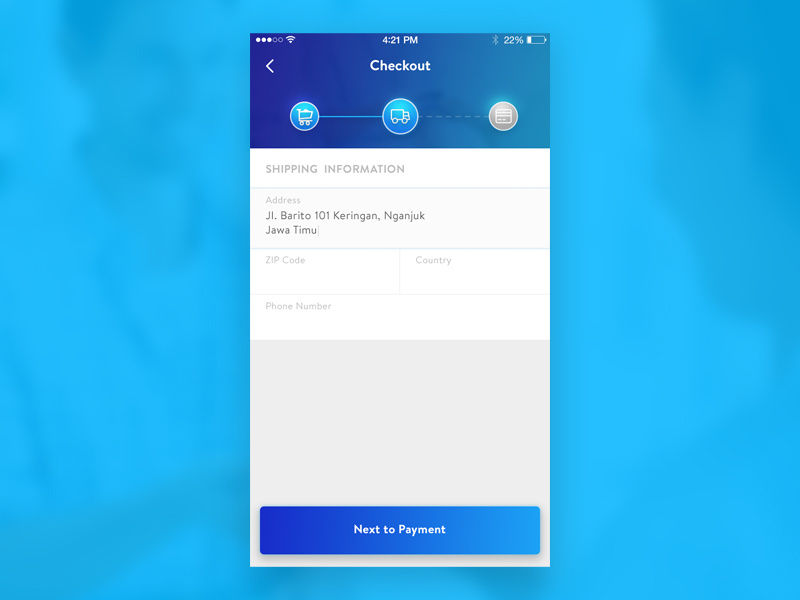 4:21 PM
22%
Checkout
SHIPPING INFORMATION
Address
Jl. Barito 101 Keringan, Nganjuk
Jawa Timu
ZIP Code
Country
Phone Number
Next to Payment